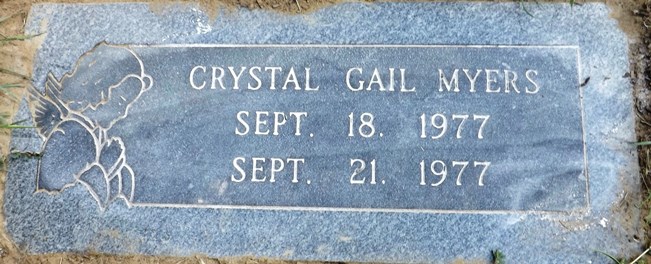 CRYSTAL GAIL MYERS
SEPT. 18. 1977
SEPT. 21. 1977